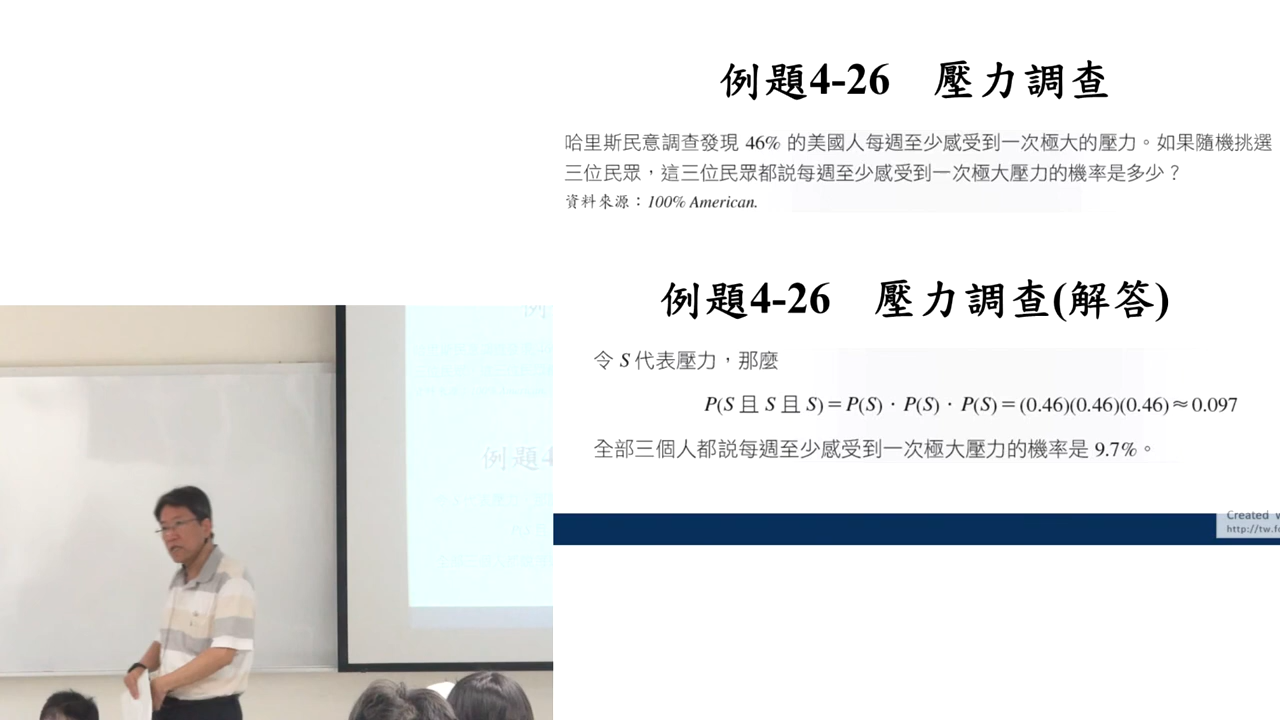 例題4-26 壓力調查
哈里斯民意調查發現 46% 的美國人每週至少感受到一次極大的壓力。如果隨機挑選
三位民眾，這三位民眾都說每週至少感受到一次極大壓力的機率是多少？
資料來源：100% American.
例題4-26 壓力調查(解答)
令 S 代表壓力，那麼
P(S 且 S 且 S)＝P(S)・P(S)・P(S)＝(0.46)(0.46)(0.46)≈0.097
全部三個人都說每週至少感受到一次極大壓力的機率是 9.7%。
Created
例
例題4